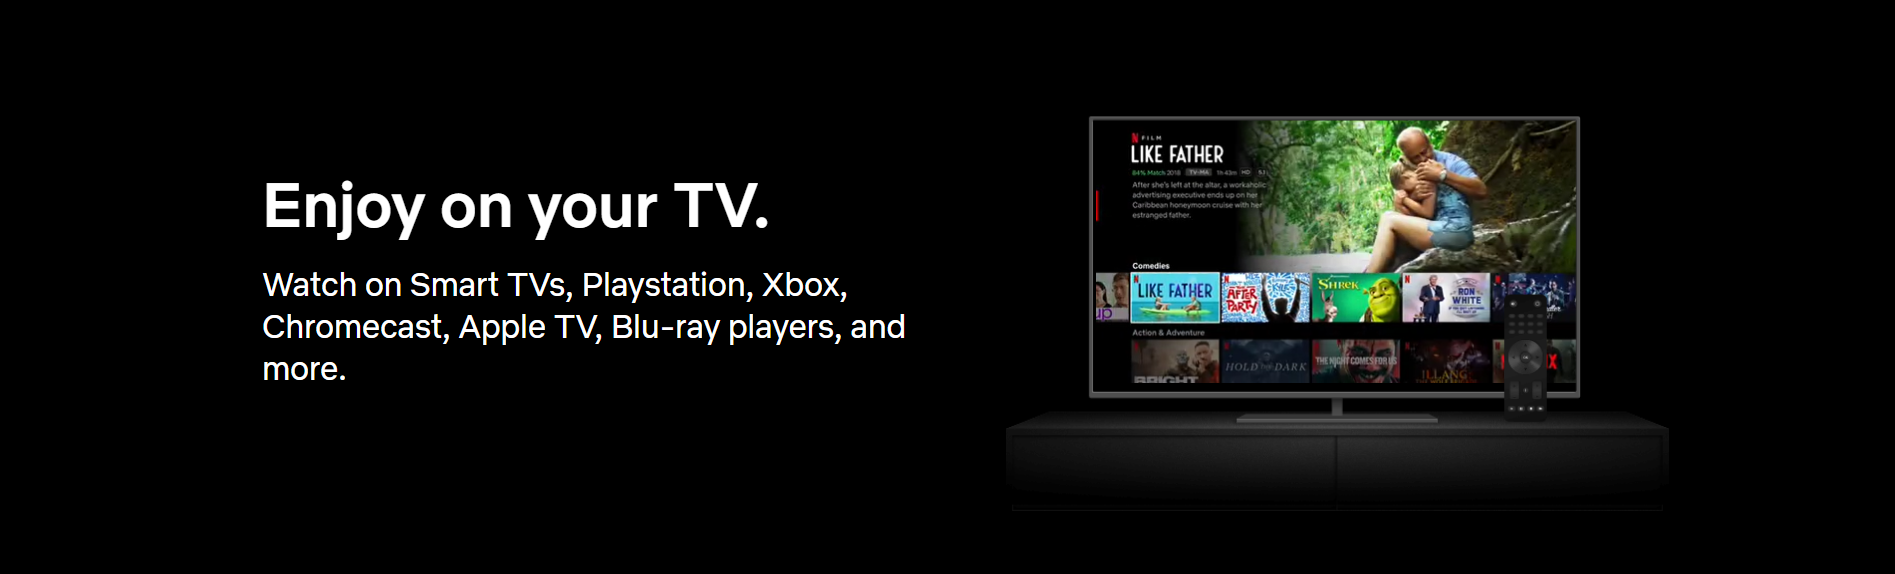 Enjoy on your TV.
Watch on Smart TVs, Playstation, Xbox,
Chromecast, Apple TV, Blu-ray players, and
more.
N FILM
LIKE FATHER
84% Match 2018 TV-MA 1h 43m HD 5.1
After she's left at the altar, a workaholic
advertising executive ends up on her
Caribbean honeymoon cruise with her
estranged father.
Comedies
up LIKE FATHER AFTER PARTY SHREK RON WHITE
Action & Adventure
BRIGHT HOLD THE DARK THE NIGHT COMES FOR US